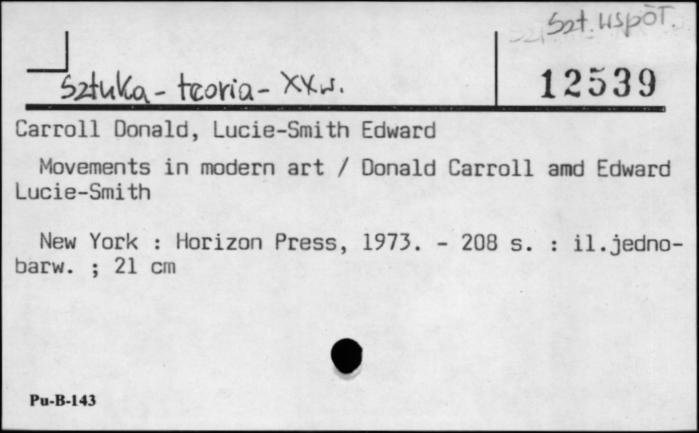 Szt. współ.
Sztuka - teoria - XX w.
12539
Carroll Donald, Lucie-Smith Edward
Movements in modern art / Donald Carroll amd Edward
Lucie-Smith
New York : Horizon Press, 1973. - 208 s. : il.jedno-
barw. ; 21 cm
Pu-B-143